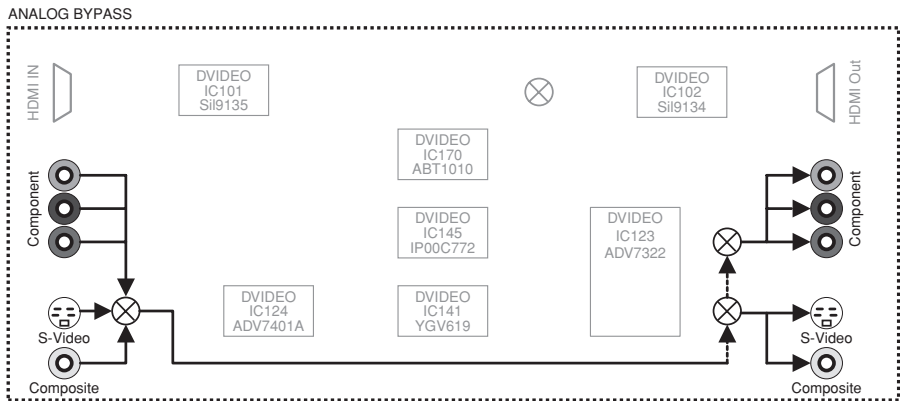 ANALOG BYPASS
HDMI IN
DVIDEO
IC101
Sil9135
DVIDEO
IC102
Sil9134
HDMI Out
DVIDEO
IC170
ABT1010
Component
DVIDEO
IC145
IP00C772
DVIDEO
IC123
ADV7322
Component
DVIDEO
IC124
ADV7401A
DVIDEO
IC141
YGV619
S-Video
S-Video
Composite
Composite